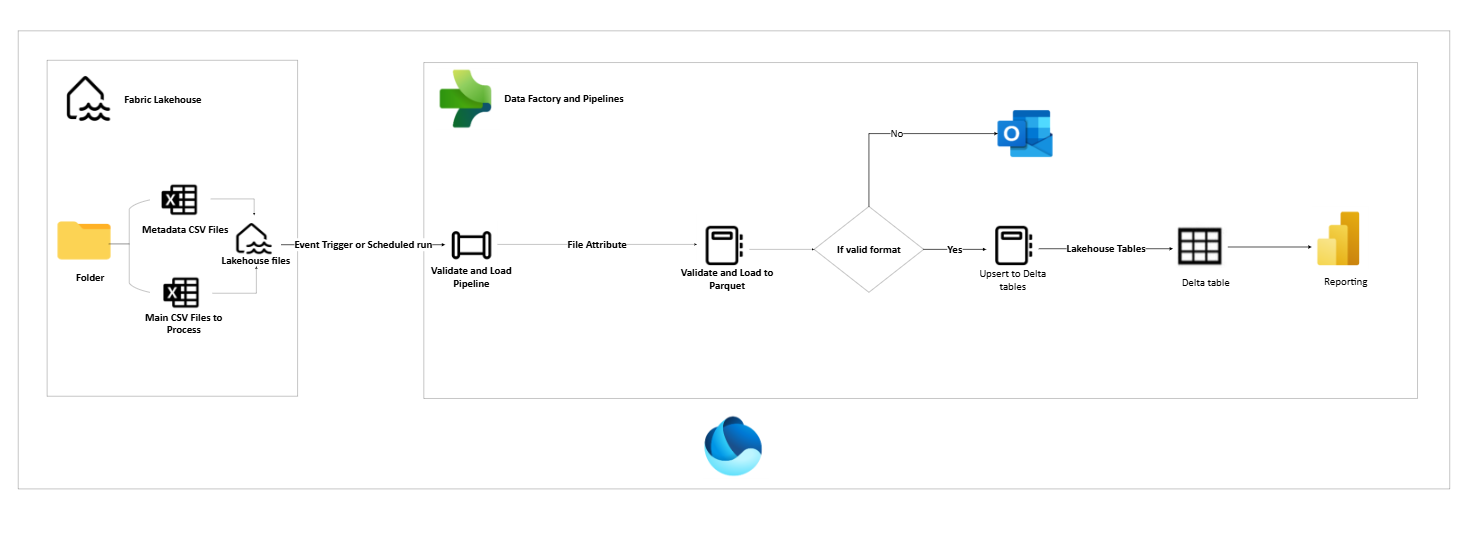 Fabric Lakehouse
Data Factory and Pipelines
No
Metadata CSV Files
Lakehouse files
Folder
Main CSV Files to
Process
Event Trigger or Scheduled run
Validate and Load
Pipeline
File Attribute
Validate and Load to
Parquet
If valid format
Yes
Upsert to Delta
tables
Lakehouse Tables
Delta table
Reporting